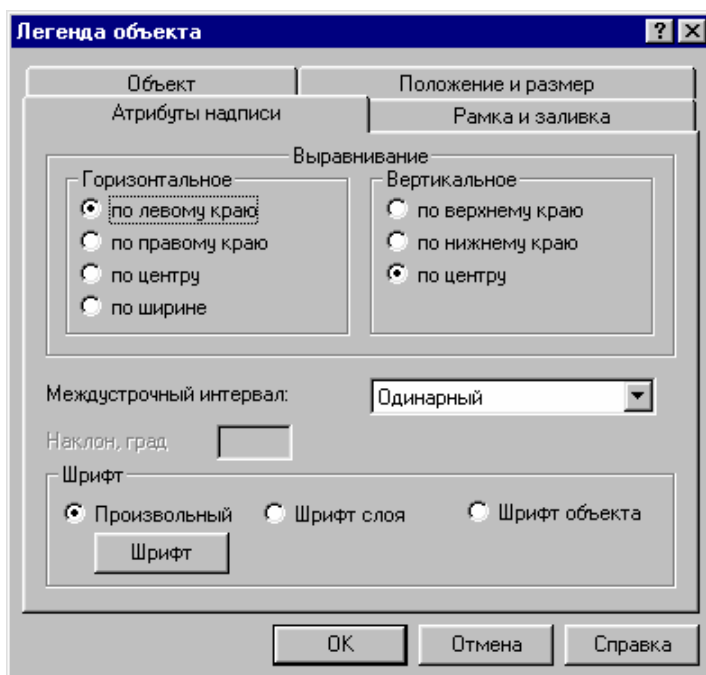 Легенда объекта
Объект Положение и размер
Атрибуты надписи Рамка и заливка
Выравнивание
Горизонтальное Вертикальное
по левому краю по верхнему краю
по правому краю по нижнему краю
по центру по центру
по ширине
Междустрочный интервал: Одинарный
Наклон, град
Шрифт
Произвольный Шрифт слоя Шрифт объекта
Шрифт
OK Отмена Справка